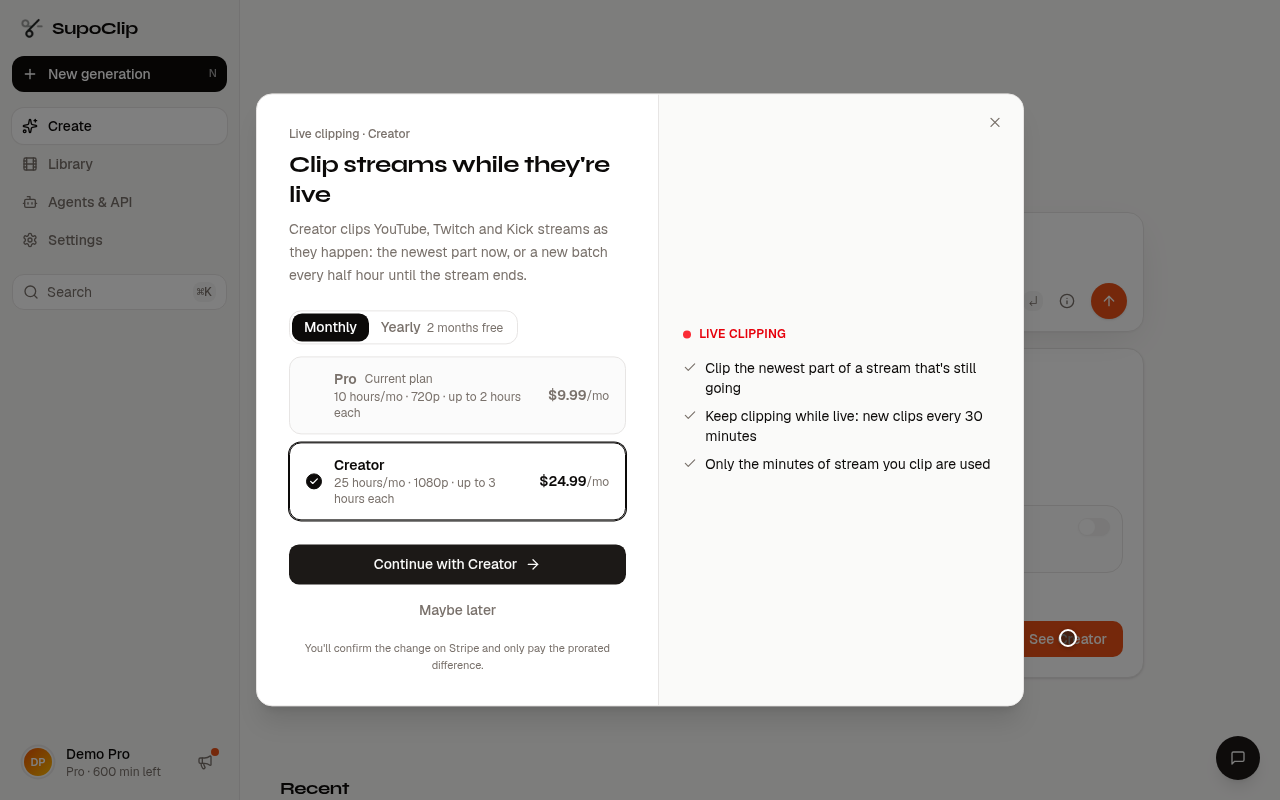 SupoClip
New generation
N
Create
Library
Agents & API
Settings
Search
⌘K
Live clipping · Creator
Clip streams while they're
live
Creator clips YouTube, Twitch and Kick streams as
they happen: the newest part now, or a new batch
every half hour until the stream ends.
Monthly
Yearly 2 months free
Pro Current plan
10 hours/mo · 720p · up to 2 hours
each
$9.99/mo
Creator
25 hours/mo · 1080p · up to 3
hours each
$24.99/mo
Continue with Creator
Maybe later
You'll confirm the change on Stripe and only pay the prorated
difference.
LIVE CLIPPING
Clip the newest part of a stream that's still
going
Keep clipping while live: new clips every 30
minutes
Only the minutes of stream you clip are used
See Creator
DP
Demo Pro
Pro · 600 min left
Recent